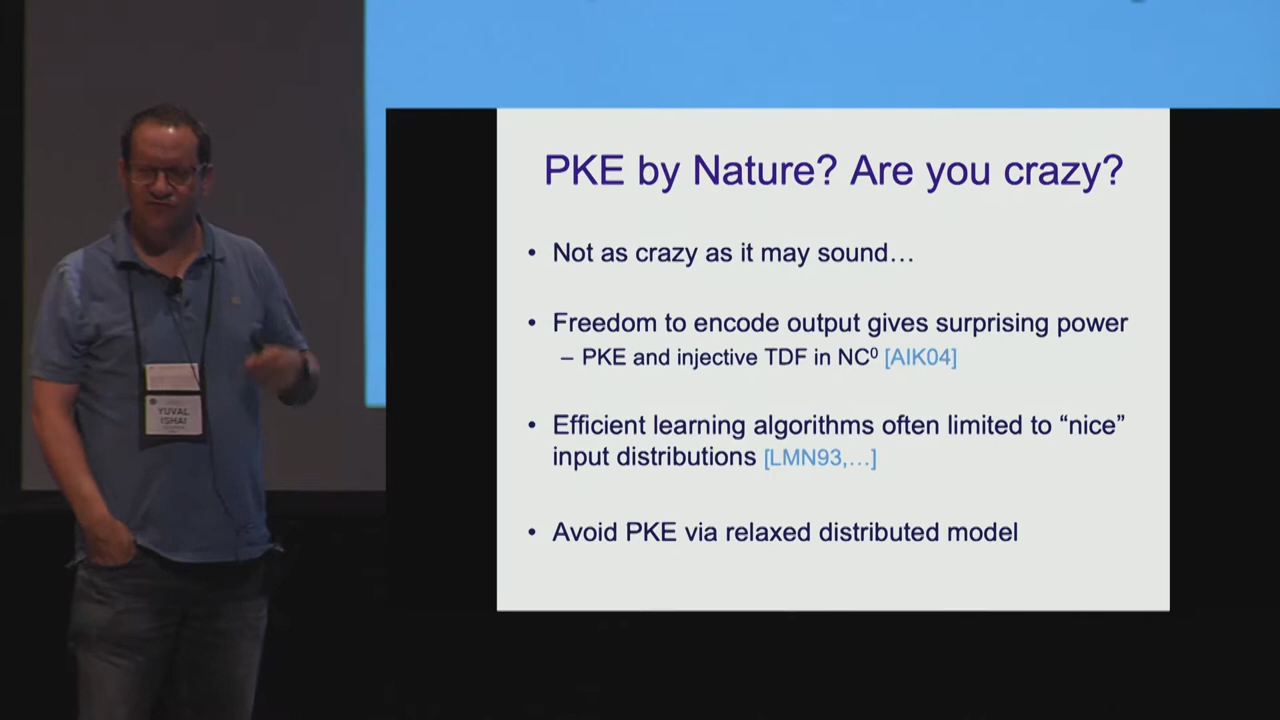 PKE by Nature? Are you crazy?
• Not as crazy as it may sound…
• Freedom to encode output gives surprising power
– PKE and injective TDF in NC⁰ [AIK04]
• Efficient learning algorithms often limited to “nice”
input distributions [LMN93,…]
• Avoid PKE via relaxed distributed model
YUVAL
ISHAI